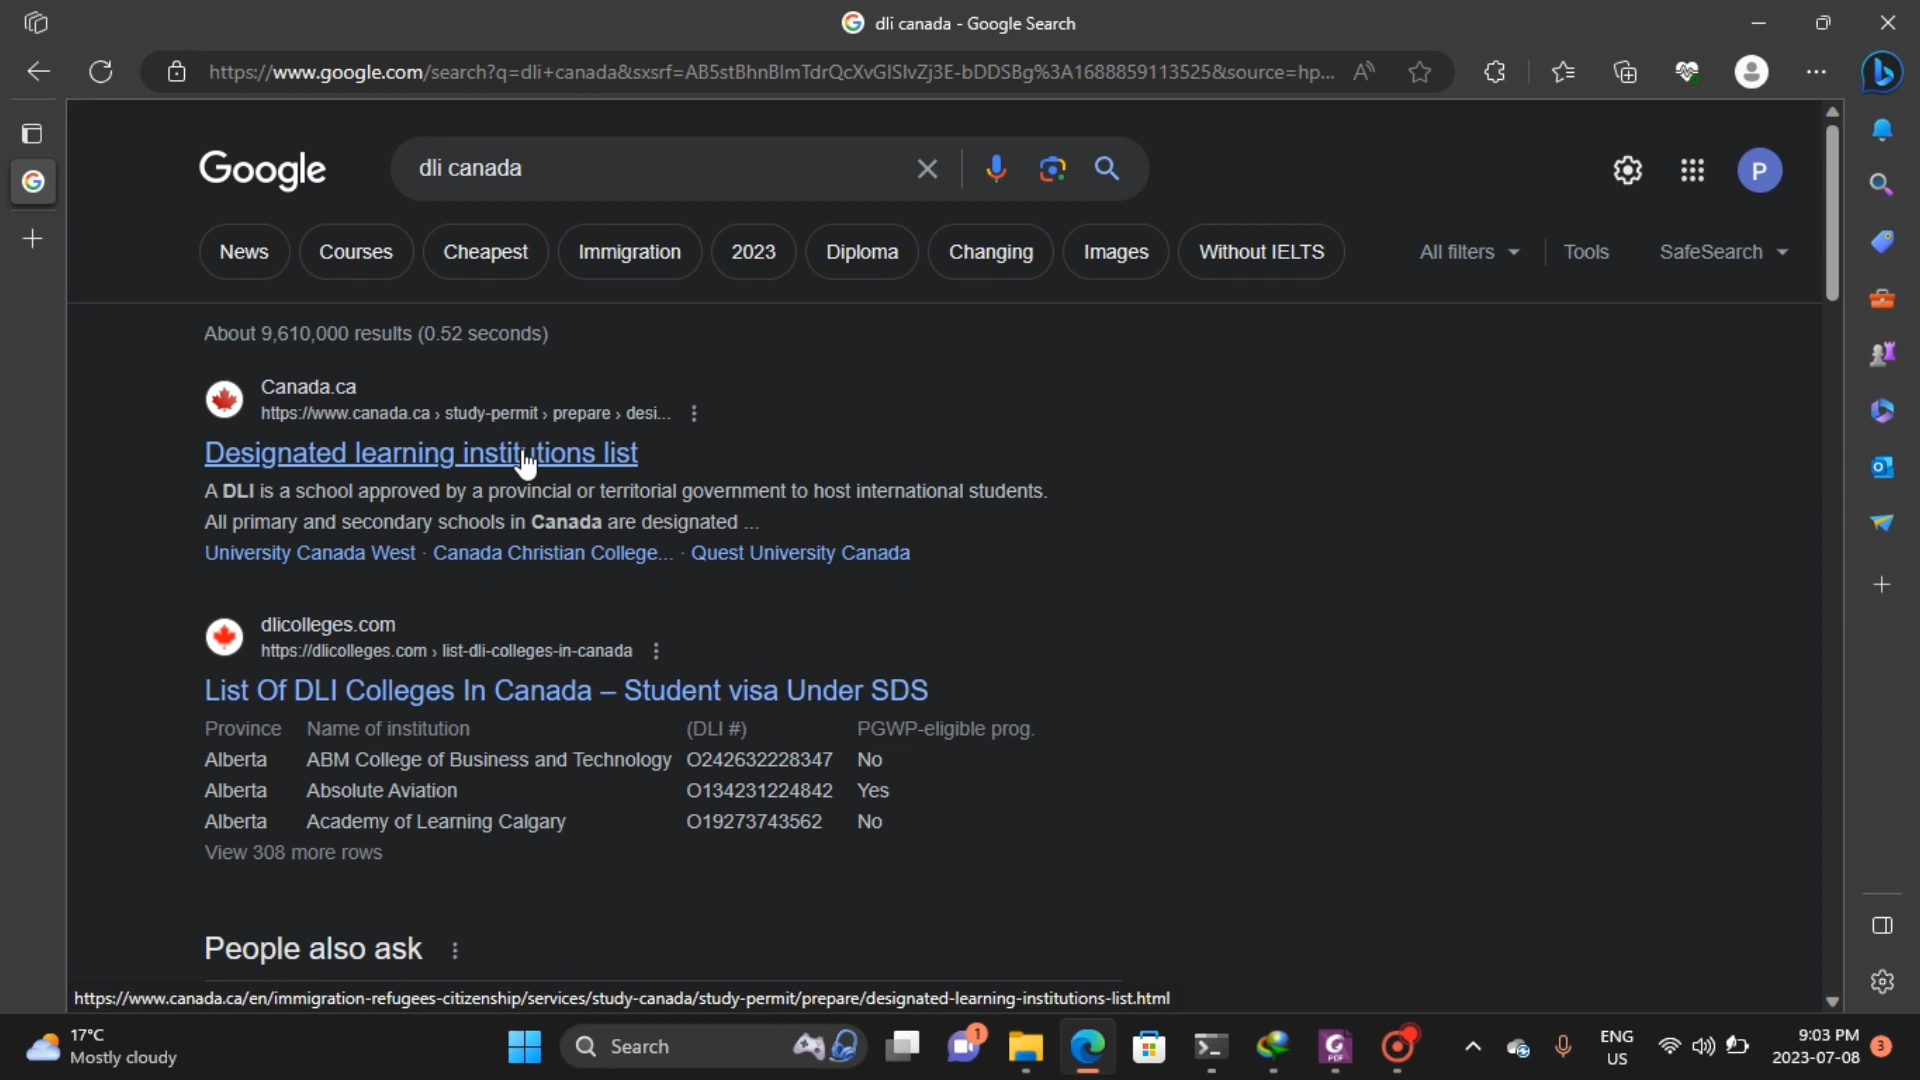 dli canada - Google Search
https://www.google.com/search?q=dli+canada&sxsrf=AB5stBhnBImTdrQcXvGlSlvZj3E-bDDSBg%3A1688859113525&source=hp...
Google
dli canada
P
News
Courses
Cheapest
Immigration
2023
Diploma
Changing
Images
Without IELTS
All filters
Tools
SafeSearch
About 9,610,000 results (0.52 seconds)
Canada.ca
https://www.canada.ca › study-permit › prepare › desi...
Designated learning institutions list
A DLI is a school approved by a provincial or territorial government to host international students.
All primary and secondary schools in Canada are designated ...
University Canada West · Canada Christian College... · Quest University Canada
dlicolleges.com
https://dlicolleges.com › list-dli-colleges-in-canada
List Of DLI Colleges In Canada – Student visa Under SDS
Province Name of institution (DLI #) PGWP-eligible prog.
Alberta ABM College of Business and Technology O242632228347 No
Alberta Absolute Aviation O134231224842 Yes
Alberta Academy of Learning Calgary O19273743562 No
View 308 more rows
People also ask
https://www.canada.ca/en/immigration-refugees-citizenship/services/study-canada/study-permit/prepare/designated-learning-institutions-list.html
17°C
Mostly cloudy
Search
1
PDF
ENG
US
9:03 PM
2023-07-08
3